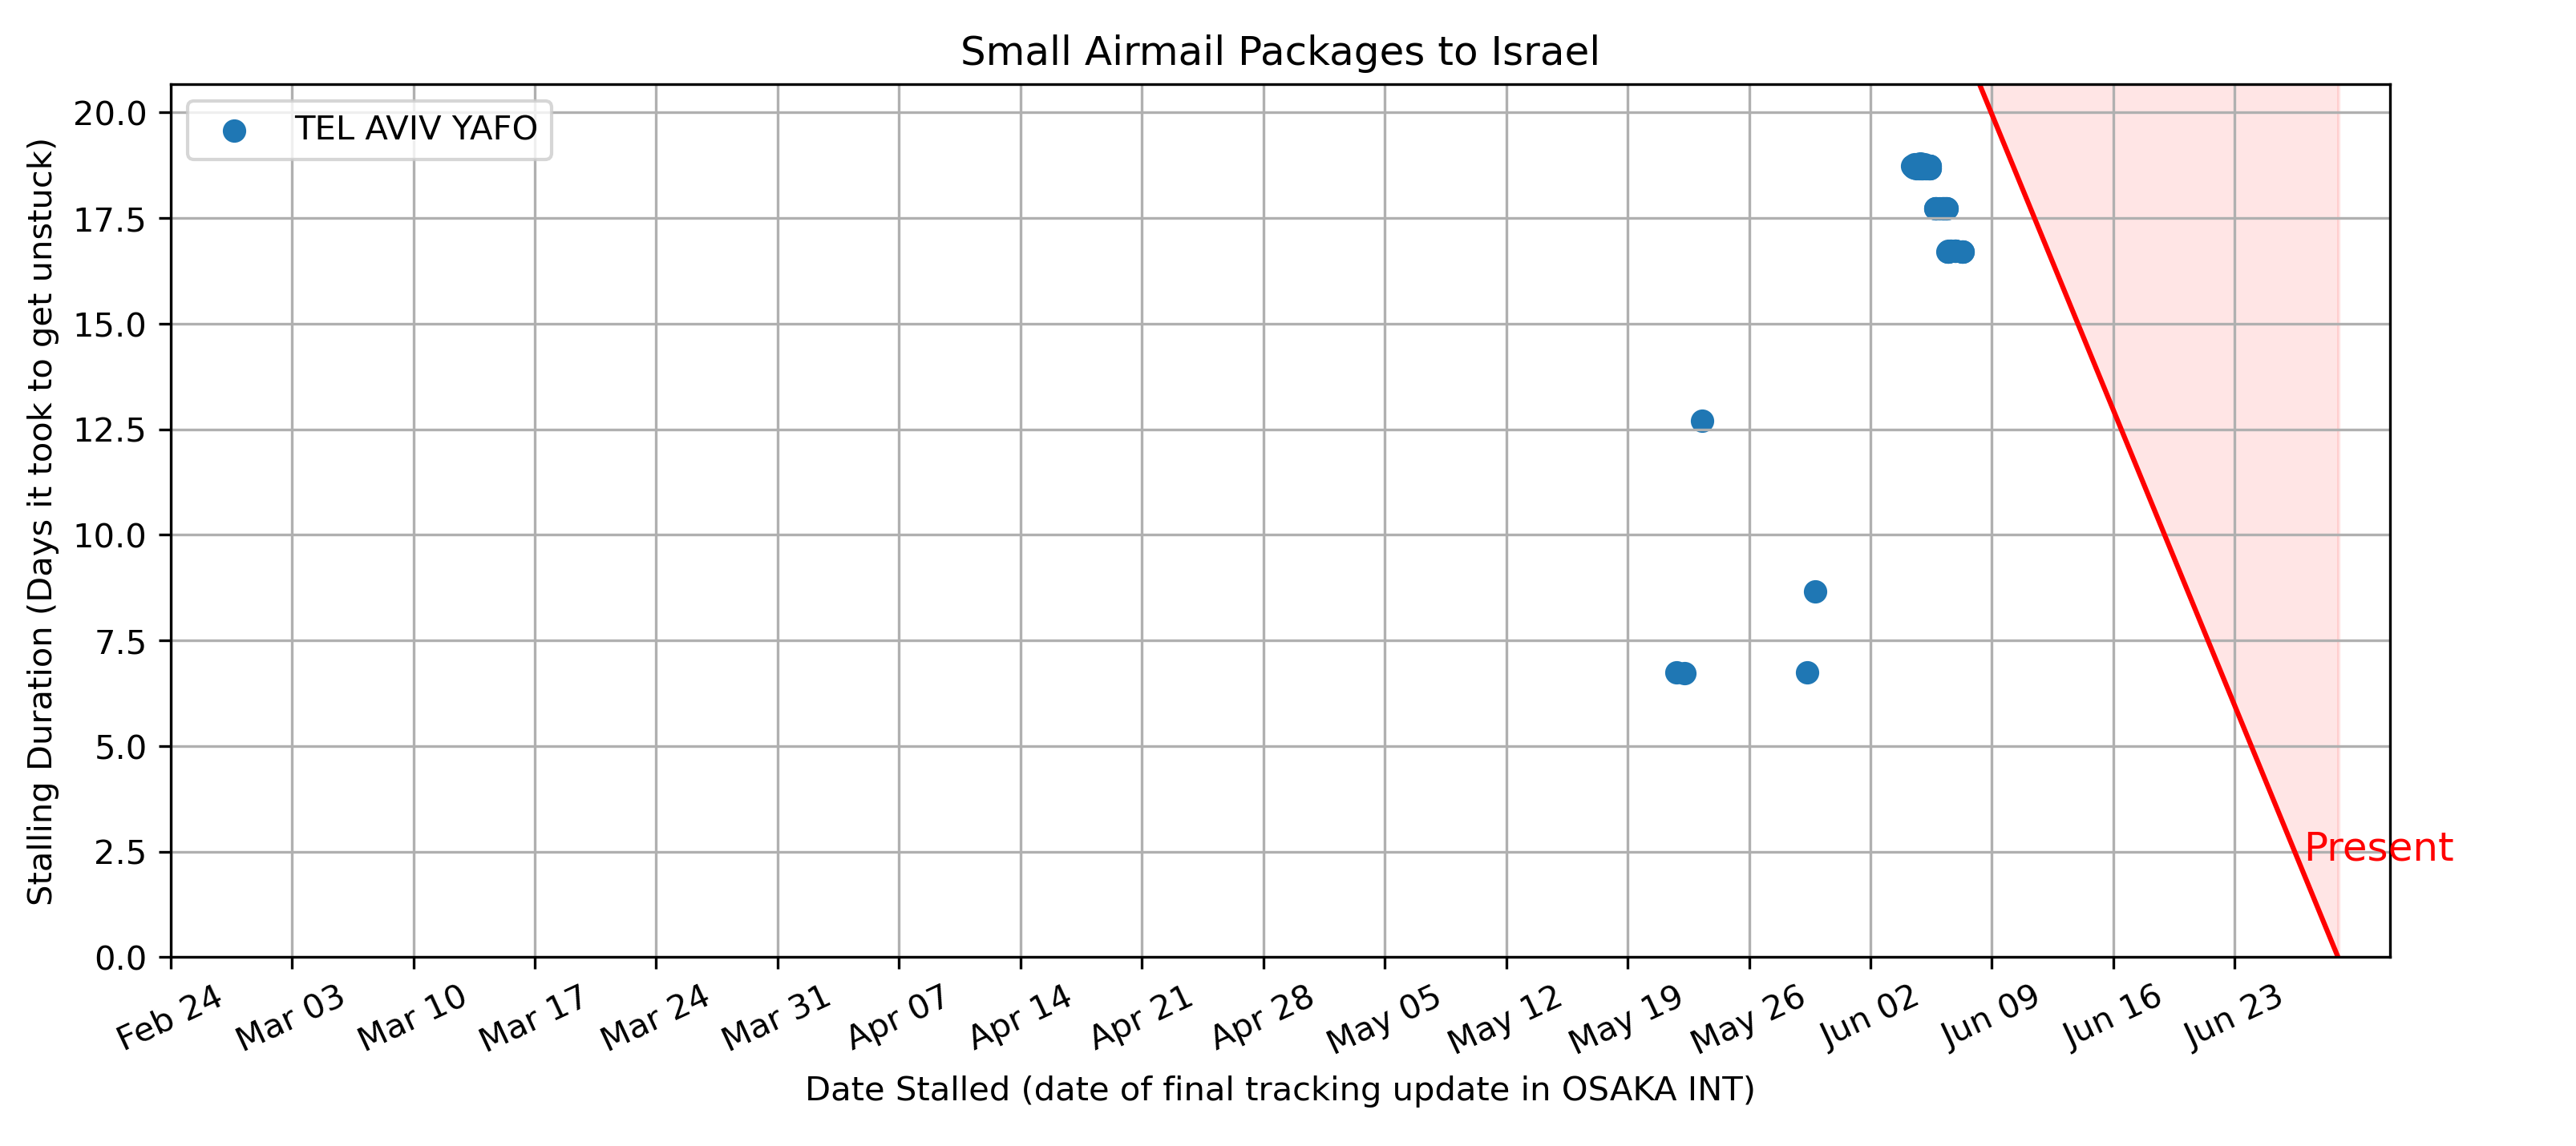 Small Airmail Packages to Israel
TEL AVIV YAFO
Stalling Duration (Days it took to get unstuck)
20.0
17.5
15.0
12.5
10.0
7.5
5.0
2.5
0.0
Present
Feb 24
Mar 03
Mar 10
Mar 17
Mar 24
Mar 31
Apr 07
Apr 14
Apr 21
Apr 28
May 05
May 12
May 19
May 26
Jun 02
Jun 09
Jun 16
Jun 23
Date Stalled (date of final tracking update in OSAKA INT)